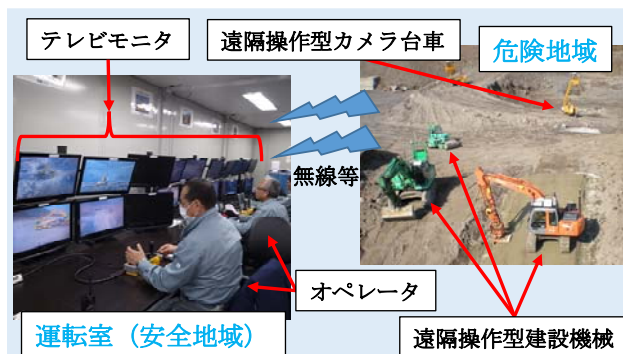 テレビモニタ
遠隔操作型カメラ台車
危険地域
無線等
オペレータ
運転室（安全地域）
遠隔操作型建設機械